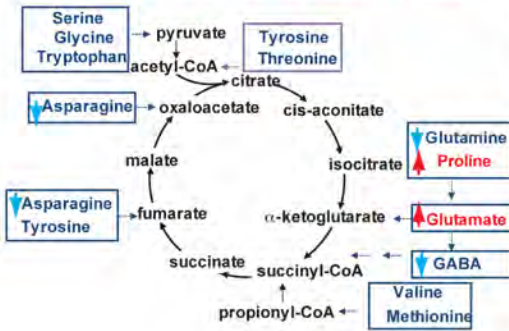 Serine
Glycine
Tryptophan
pyruvate
Tyrosine
Threonine
acetyl-CoA
citrate
Asparagine
oxaloacetate
cis-aconitate
malate
isocitrate
Glutamine
Proline
Asparagine
Tyrosine
fumarate
α-ketoglutarate
Glutamate
succinate
succinyl-CoA
GABA
propionyl-CoA
Valine
Methionine